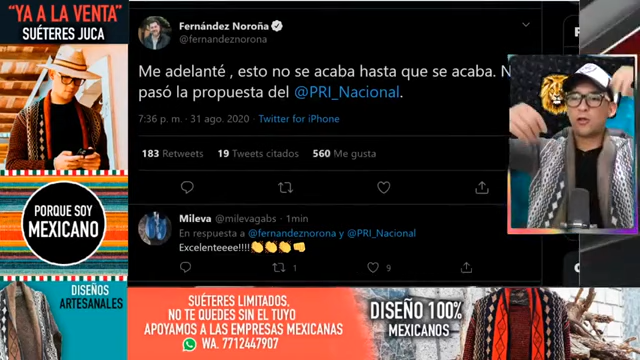 "YA A LA VENTA"
SUÉTERES JUCA
PORQUE SOY
MEXICANO
DISEÑOS
ARTESANALES
Fernández Noroña
@fernandeznorona
Me adelanté , esto no se acaba hasta que se acaba. N
pasó la propuesta del @PRI_Nacional.
7:36 p. m. · 31 ago. 2020 · Twitter for iPhone
183 Retweets 19 Tweets citados 560 Me gusta
Mileva @milevagabs · 1min
En respuesta a @fernandeznorona y @PRI_Nacional
Excelenteeee!!!!👏👏👏👊
1 9
SUÉTERES LIMITADOS,
NO TE QUEDES SIN EL TUYO
APOYAMOS A LAS EMPRESAS MEXICANAS
WA. 7712447907
DISEÑO 100%
MEXICANOS